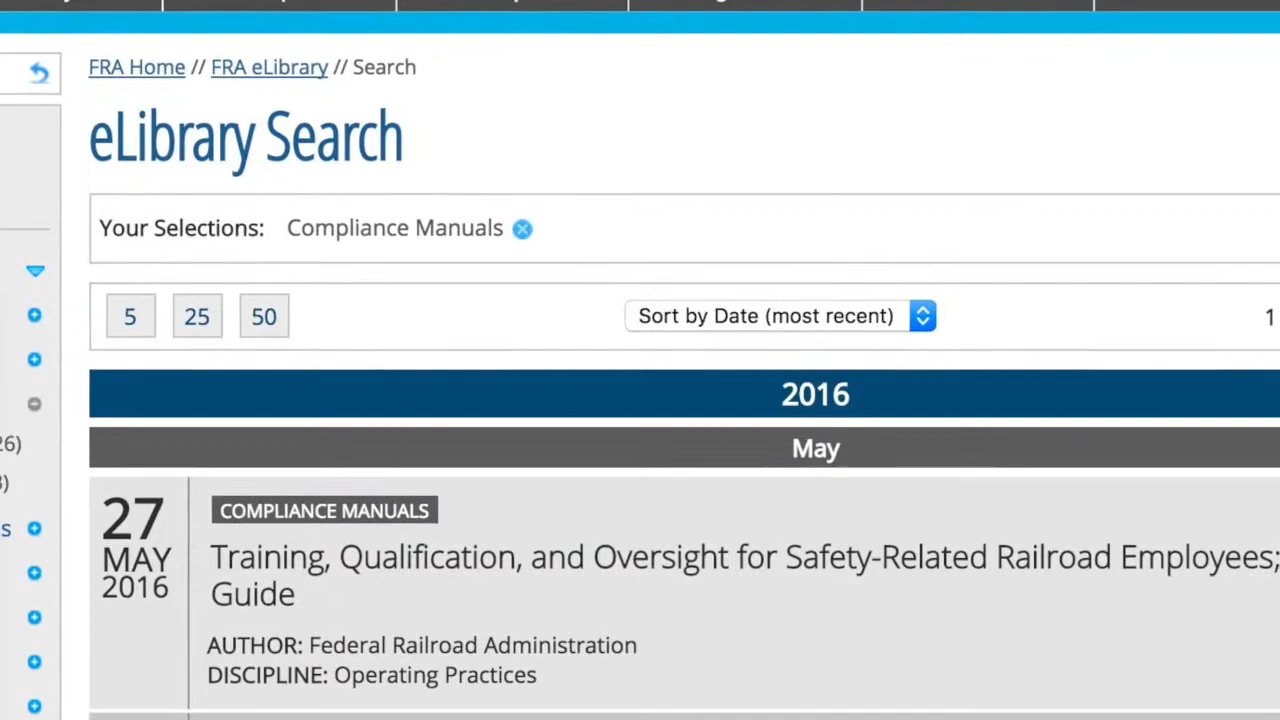 FRA Home // FRA eLibrary // Search
eLibrary Search
Your Selections: Compliance Manuals
5 25 50 Sort by Date (most recent) 1
2016
May
26)
27 MAY 2016
COMPLIANCE MANUALS
Training, Qualification, and Oversight for Safety-Related Railroad Employees;
Guide
AUTHOR: Federal Railroad Administration
DISCIPLINE: Operating Practices